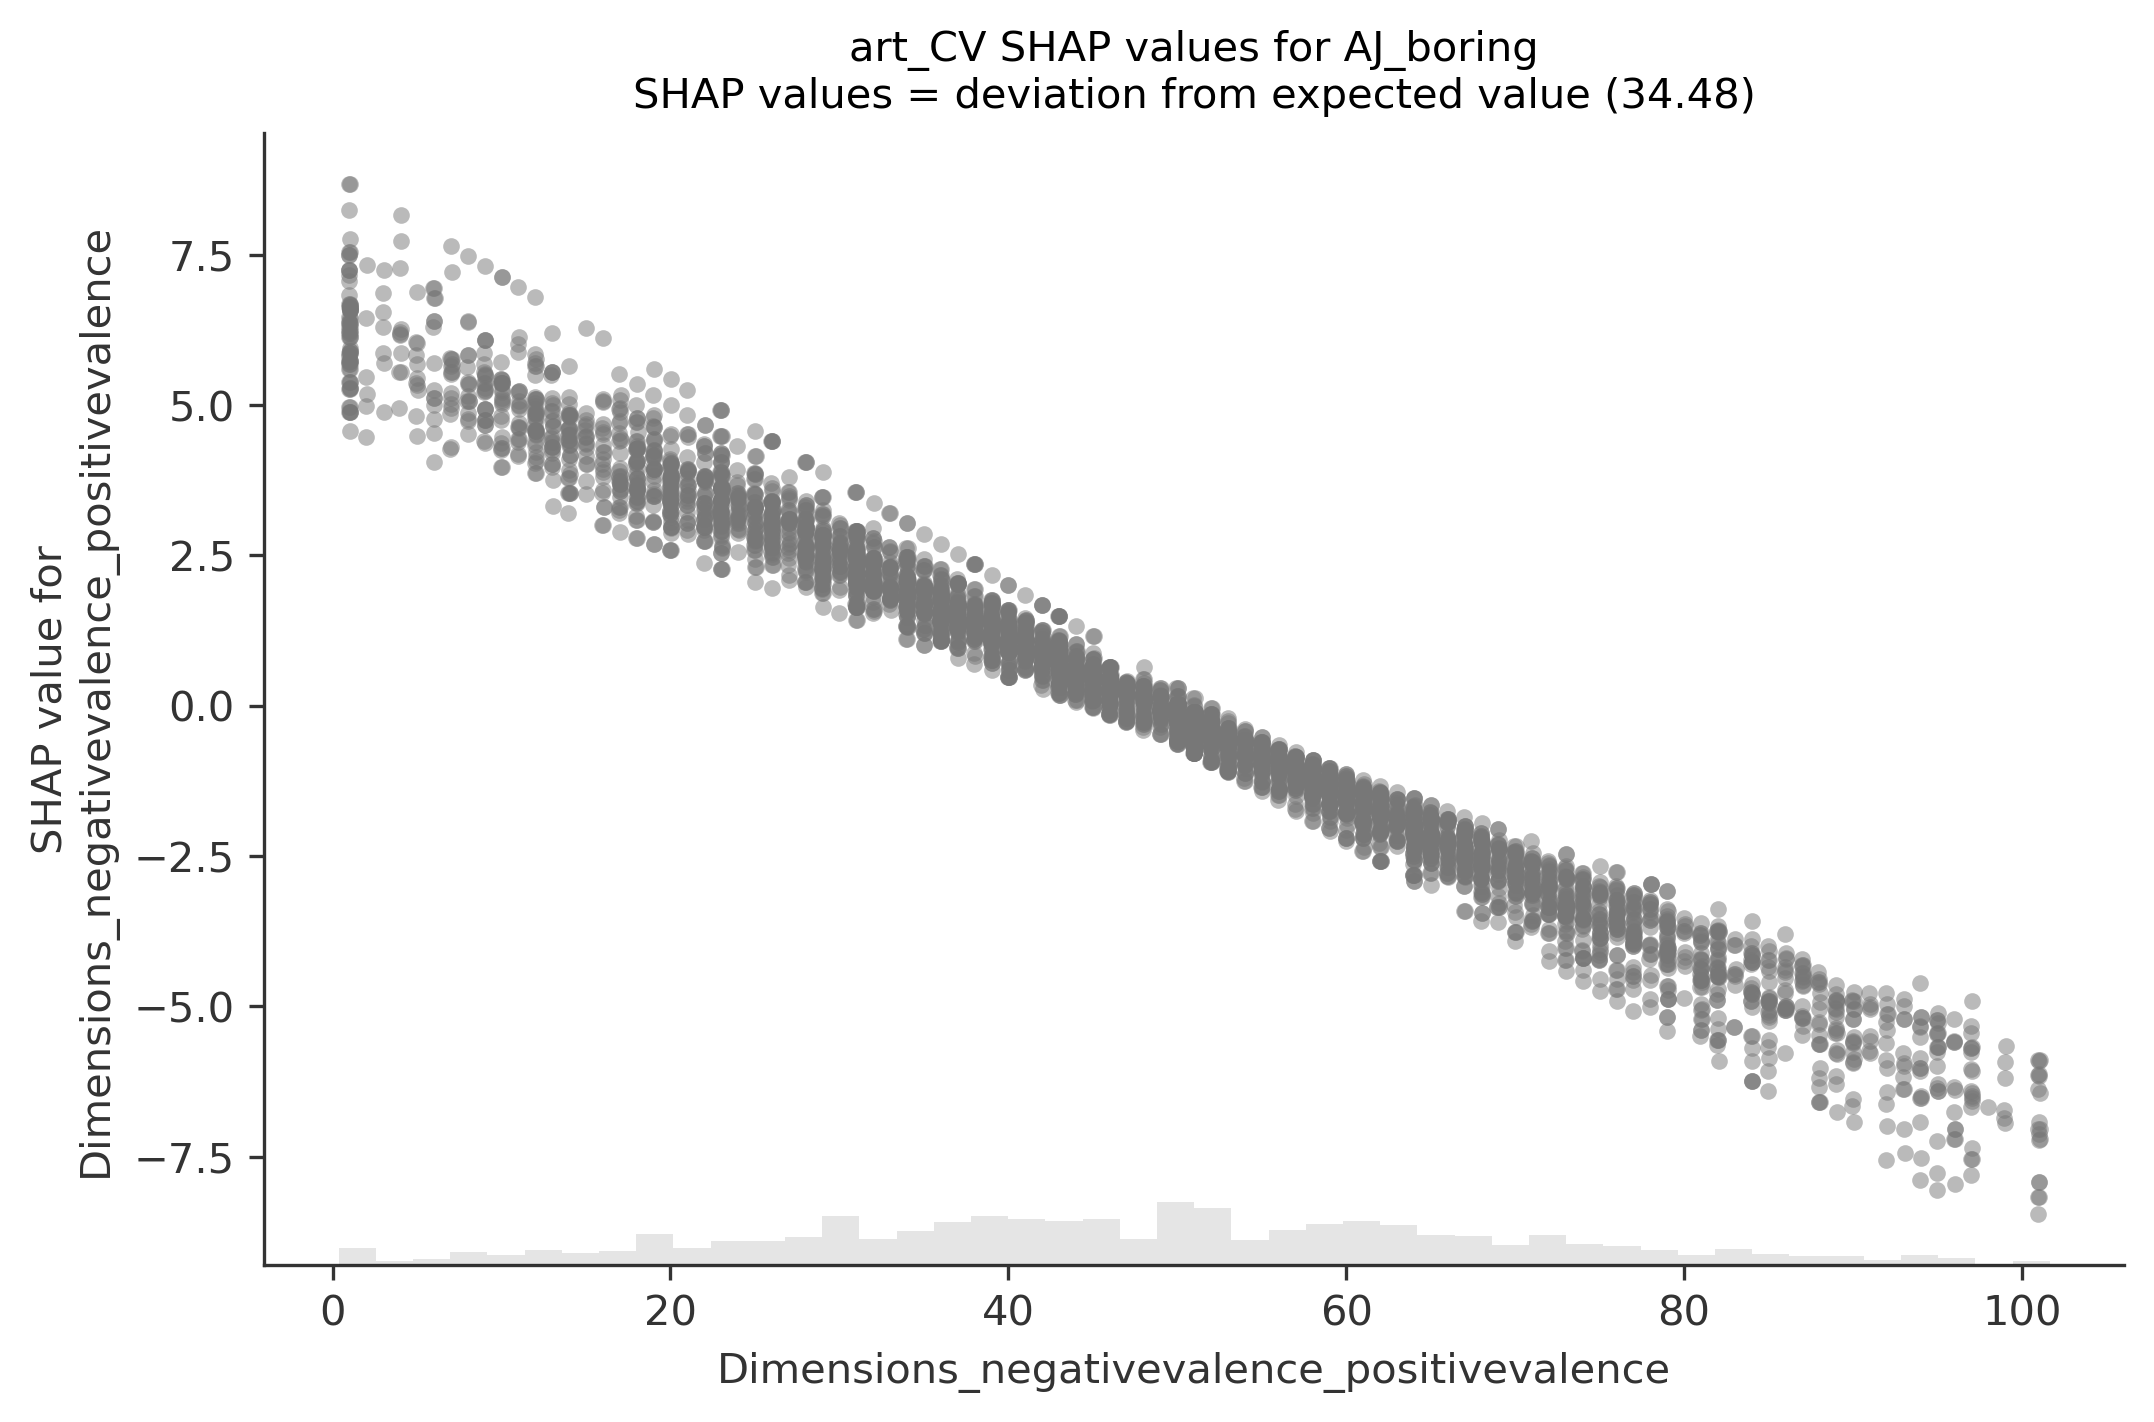 art_CV SHAP values for AJ_boring
SHAP values = deviation from expected value (34.48)
SHAP value for
Dimensions_negativevalence_positivevalence
7.5
5.0
2.5
0.0
−2.5
−5.0
−7.5
0
20
40
60
80
100
Dimensions_negativevalence_positivevalence